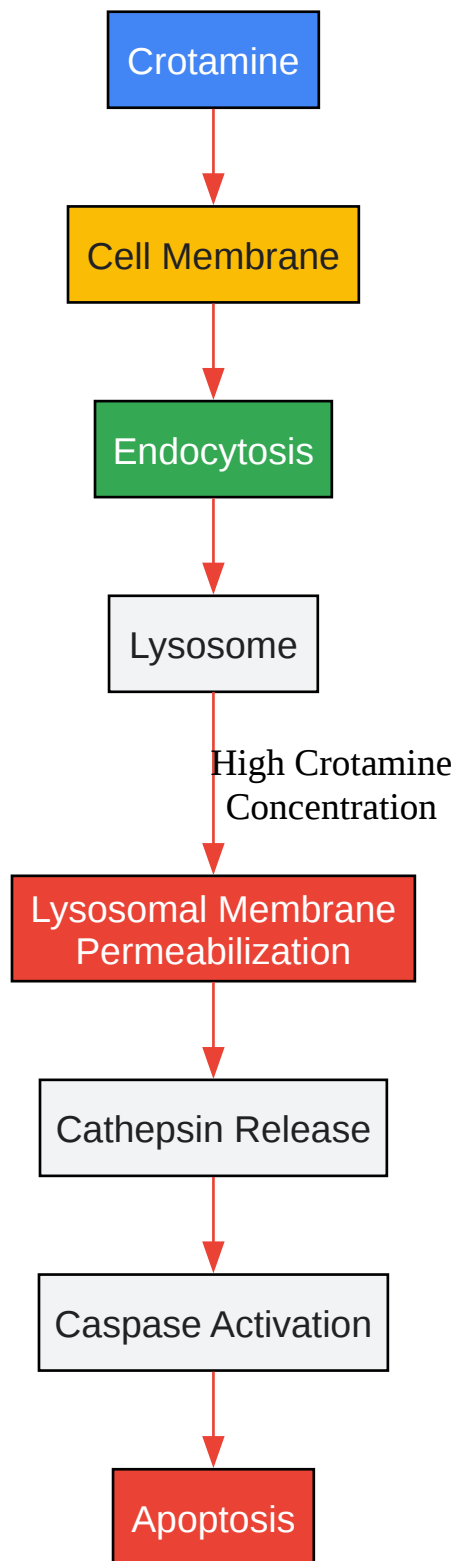 Crotamine
Cell Membrane
Endocytosis
Lysosome
High Crotamine
Concentration
Lysosomal Membrane
Permeabilization
Cathepsin Release
Caspase Activation
Apoptosis